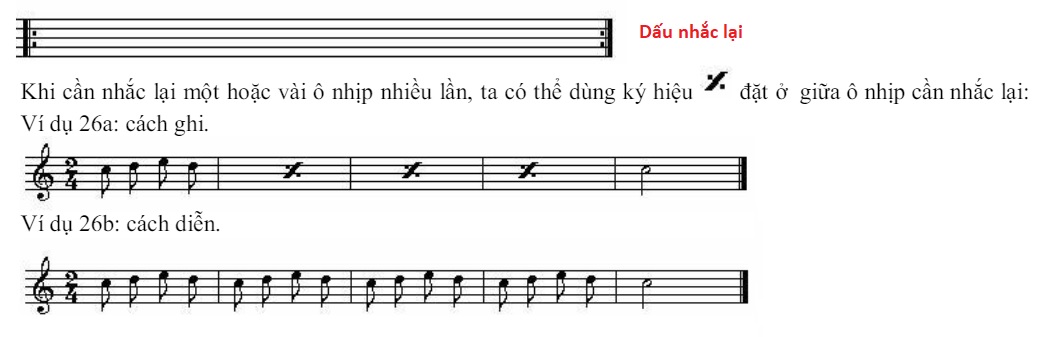 Dấu nhắc lại
Khi cần nhắc lại một hoặc vài ô nhịp nhiều lần, ta có thể dùng ký hiệu đặt ở giữa ô nhịp cần nhắc lại:
Ví dụ 26a: cách ghi.
2
4
Ví dụ 26b: cách diễn.
2
4